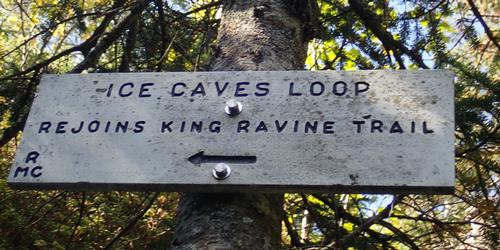 ICE CAVES LOOP
REJOINS KING RAVINE TRAIL
R
MC